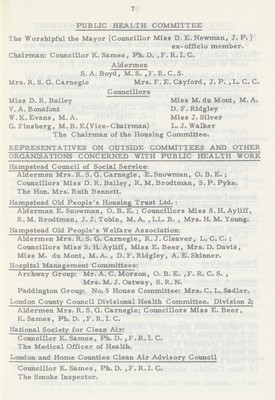 PUBLIC HEALTH COMMITTEE
The Worshipful the Mayor (Councillor Miss D. E. Newman, J. P.)
ex-officio member.
Chairman: Councillor K. Sames, Ph. D., F. R. I. C.
Aldermen
S. A. Boyd, M. S., F. R. C. S.
Mrs. R. S. G. Carnegie Mrs. F. E. Cayford, J. P., L. C. C.
Councillors
Miss D. R. Bailey Miss M. du Mont, M. A.
V. A. Bonafont D. F. Ridgley
W. K. Evans, M. A. Miss J. Silver
G. Finsberg, M. B. E. (Vice-Chairman) L. J. Walker
The Chairman of the Housing Committee.
REPRESENTATIVES ON OUTSIDE COMMITTEES AND OTHER
ORGANISATIONS CONCERNED WITH PUBLIC HEALTH WORK
Hampstead Council of Social Service:
Aldermen Mrs. R. S. G. Carnegie, E. Snowman, O. B. E.;
Councillors Miss D. R. Bailey, R. M. Brodtman, S. P. Pyke.
The Hon. Mrs. Ruth Bennett.
Hampstead Old People's Housing Trust Ltd.:
Alderman E. Snowman, O. B. E.; Councillors Miss S. H. Ayliff,
R. M. Brodtman, J. J. Tobin, M. A., LL. B., Mrs. H. M. Young.
Hampstead Old People's Welfare Association:
Aldermen Mrs. R. S. G. Carnegie, R. J. Cleaver, L. C. C.;
Councillors Miss S. H. Ayliff, Miss E. Beer, Mrs. D. Davis,
Miss M. du Mont, M. A., D. F. Ridgley, A. E. Skinner.
Hospital Management Committees:
Archway Group: Mr. A. C. Morson, O. B. E., F. R. C. S.,
Mrs. M. J. Oatway, S. R. N.
Paddington Group: No. 5 House Committee: Mrs. C. L. Sadler.
London County Council Divisional Health Committee. Division 2:
Aldermen Mrs. R. S. G. Carnegie; Councillors Miss E. Beer,
K. Sames, Ph. D., F. R. I. C.
National Society for Clean Air:
Councillor K. Sames, Ph. D., F. R. I. C.
The Medical Officer of Health.
London and Home Counties Clean Air Advisory Council
Councillor K. Sames, Ph. D., F. R. I. C.
The Smoke Inspector.